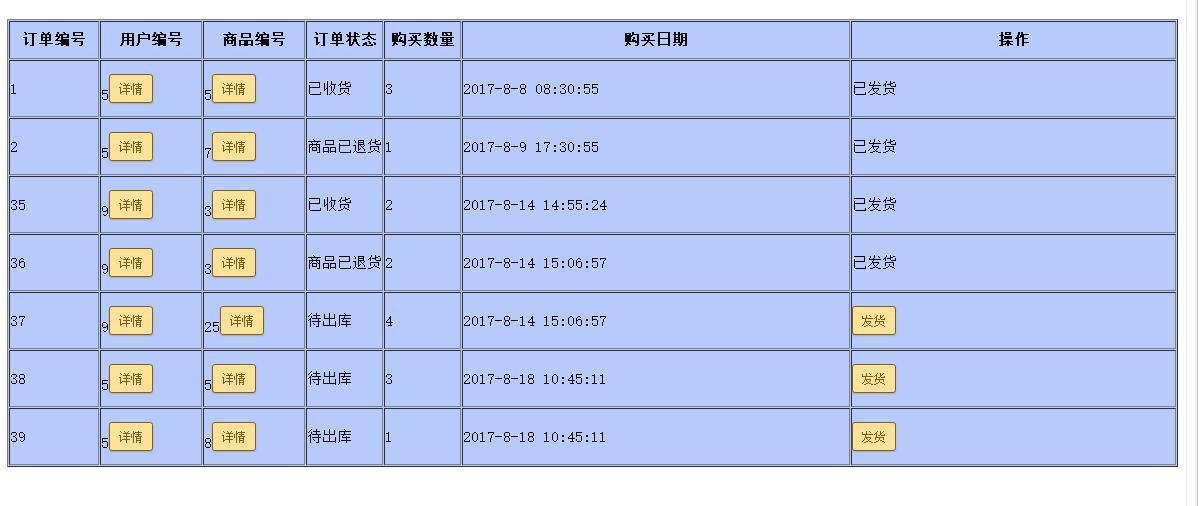 订单编号 用户编号 商品编号 订单状态 购买数量 购买日期 操作
1 5 详情 5 详情 已收货 3 2017-8-8 08:30:55 已发货
2 5 详情 7 详情 商品已退货 1 2017-8-9 17:30:55 已发货
35 9 详情 3 详情 已收货 2 2017-8-14 14:55:24 已发货
36 9 详情 3 详情 商品已退货 2 2017-8-14 15:06:57 已发货
37 9 详情 25 详情 待出库 4 2017-8-14 15:06:57 发货
38 5 详情 5 详情 待出库 3 2017-8-18 10:45:11 发货
39 5 详情 8 详情 待出库 1 2017-8-18 10:45:11 发货